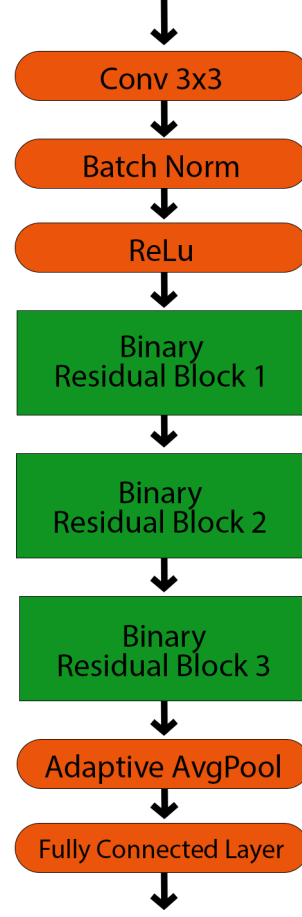 Conv 3x3
Batch Norm
ReLu
Binary
Residual Block 1
Binary
Residual Block 2
Binary
Residual Block 3
Adaptive AvgPool
Fully Connected Layer